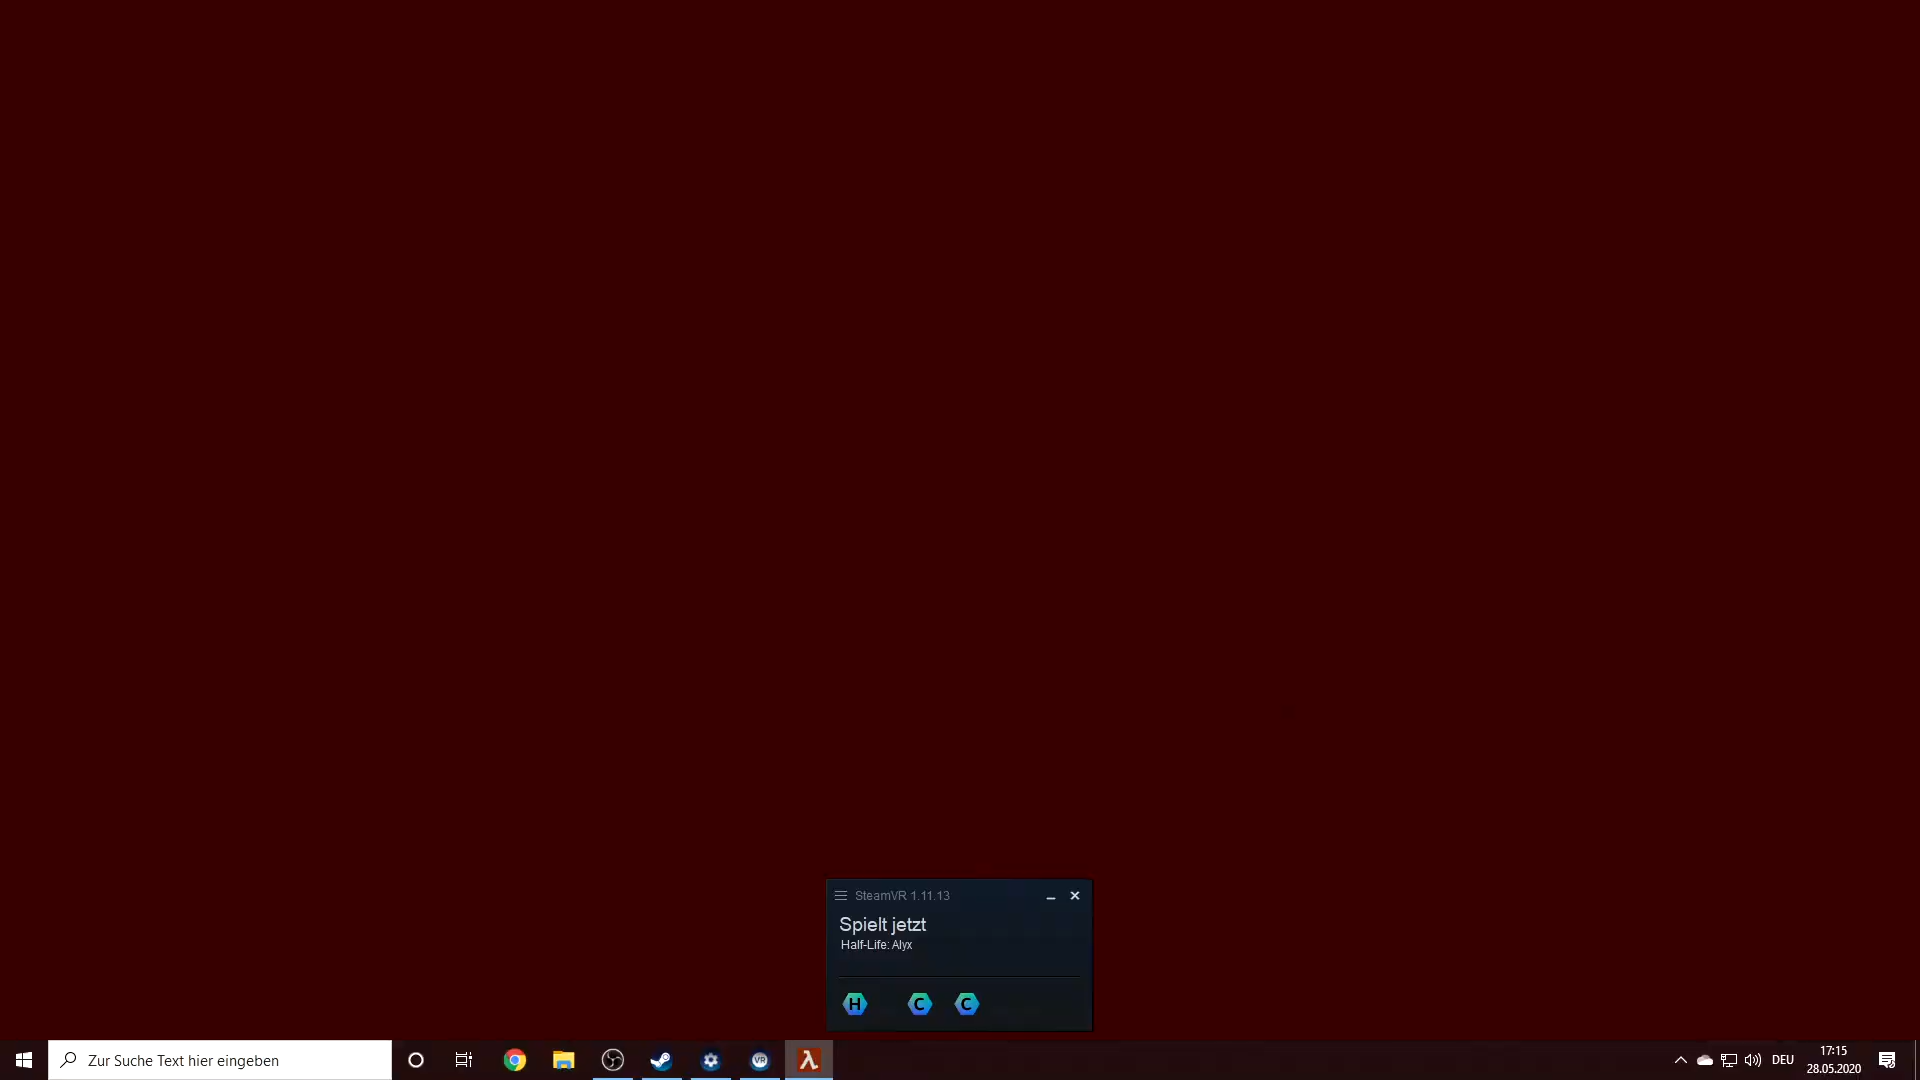 SteamVR 1.11.13
Spielt jetzt
Half-Life: Alyx
H C C
Zur Suche Text hier eingeben
VR
λ
DEU
17:15
28.05.2020